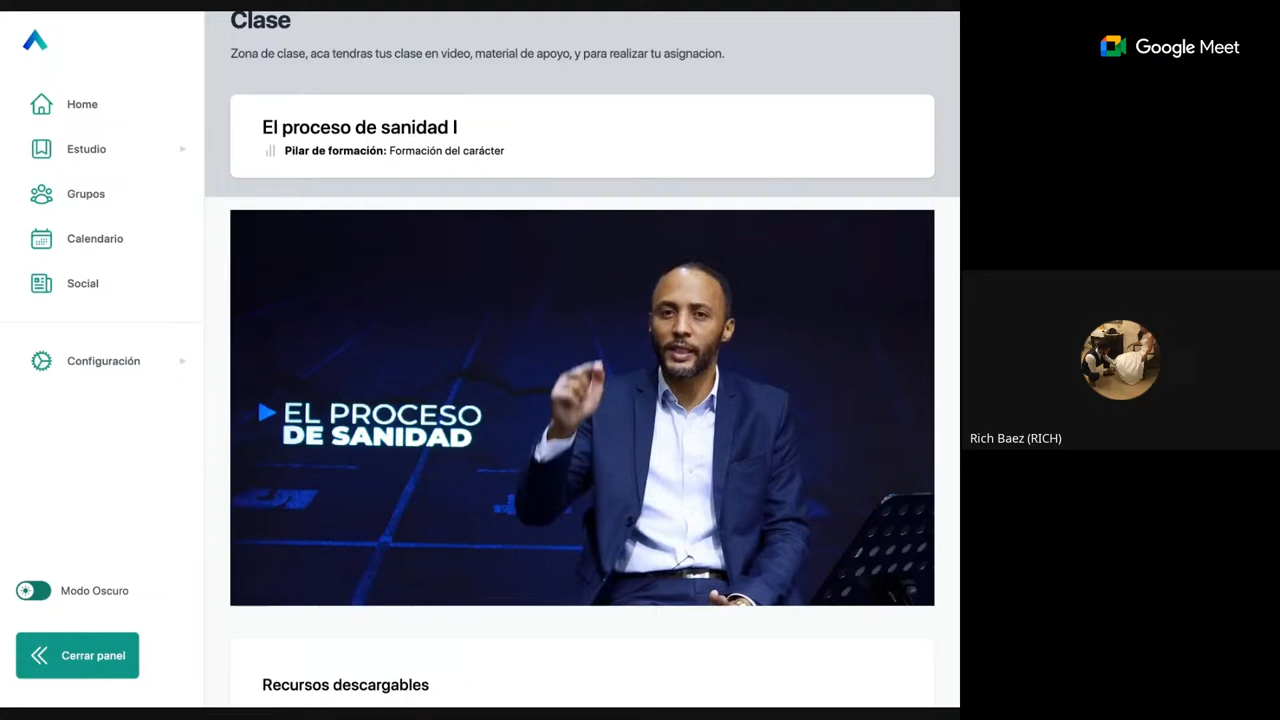 Clase
Zona de clase, aca tendras tus clase en video, material de apoyo, y para realizar tu asignacion.
Google Meet
Home
Estudio
Grupos
Calendario
Social
Configuración
Modo Oscuro
Cerrar panel
El proceso de sanidad I
Pilar de formación: Formación del carácter
EL PROCESO
DE SANIDAD
Recursos descargables
Rich Baez (RICH)